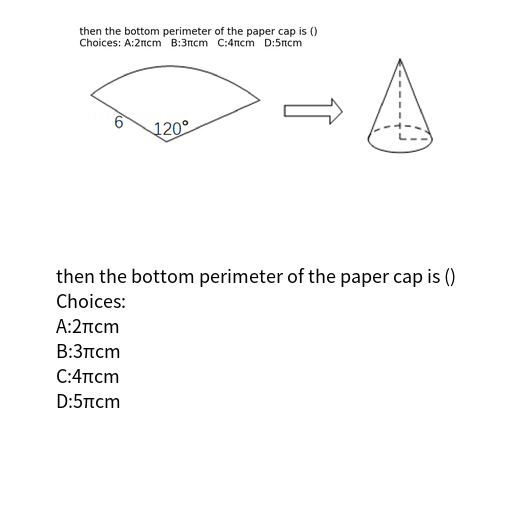 then the bottom perimeter of the paper cap is ()
Choices: A:2πcm B:3πcm C:4πcm D:5πcm
6
120°
then the bottom perimeter of the paper cap is ()
Choices:
A:2πcm
B:3πcm
C:4πcm
D:5πcm